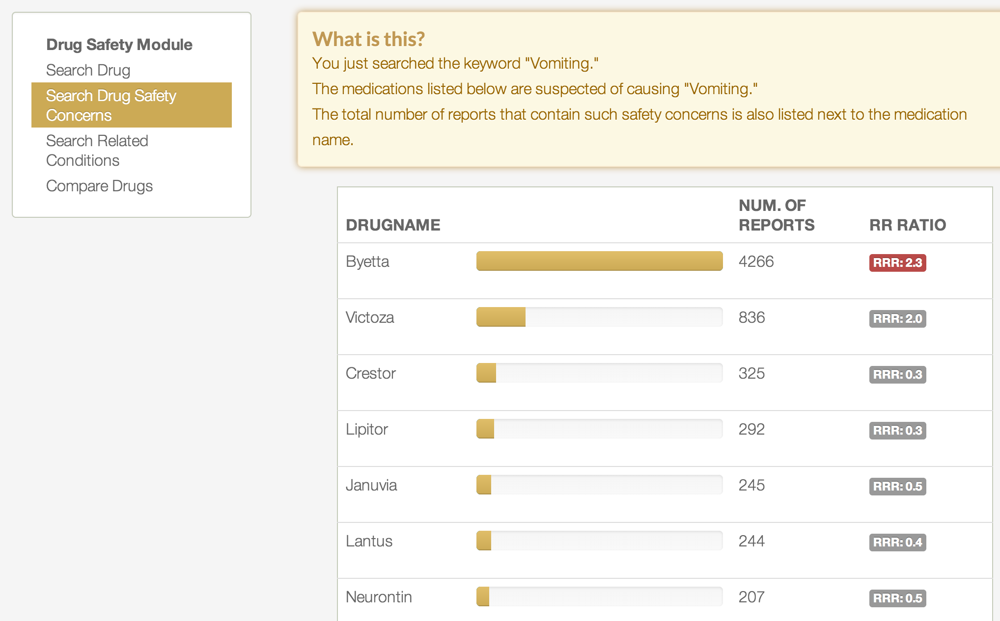 Drug Safety Module
Search Drug
Search Drug Safety
Concerns
Search Related
Conditions
Compare Drugs
What is this?
You just searched the keyword "Vomiting."
The medications listed below are suspected of causing "Vomiting."
The total number of reports that contain such safety concerns is also listed next to the medication
name.
DRUGNAME NUM. OF REPORTS RR RATIO
Byetta 4266 RRR: 2.3
Victoza 836 RRR: 2.0
Crestor 325 RRR: 0.3
Lipitor 292 RRR: 0.3
Januvia 245 RRR: 0.5
Lantus 244 RRR: 0.4
Neurontin 207 RRR: 0.5